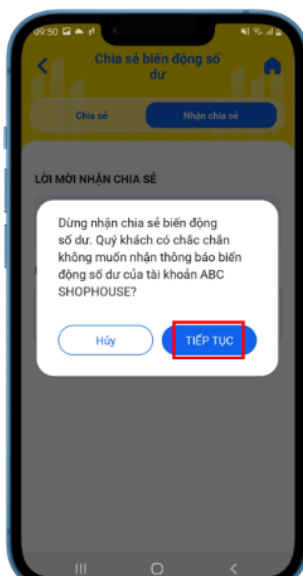 09:50
Chia sẻ biến động số
dư
Chia sẻ
Nhận chia sẻ
LỜI MỜI NHẬN CHIA SẺ
Dừng nhận chia sẻ biến động
số dư. Quý khách có chắc chắn
không muốn nhận thông báo biến
động số dư của tài khoản ABC
SHOPHOUSE?
Hủy
TIẾP TỤC